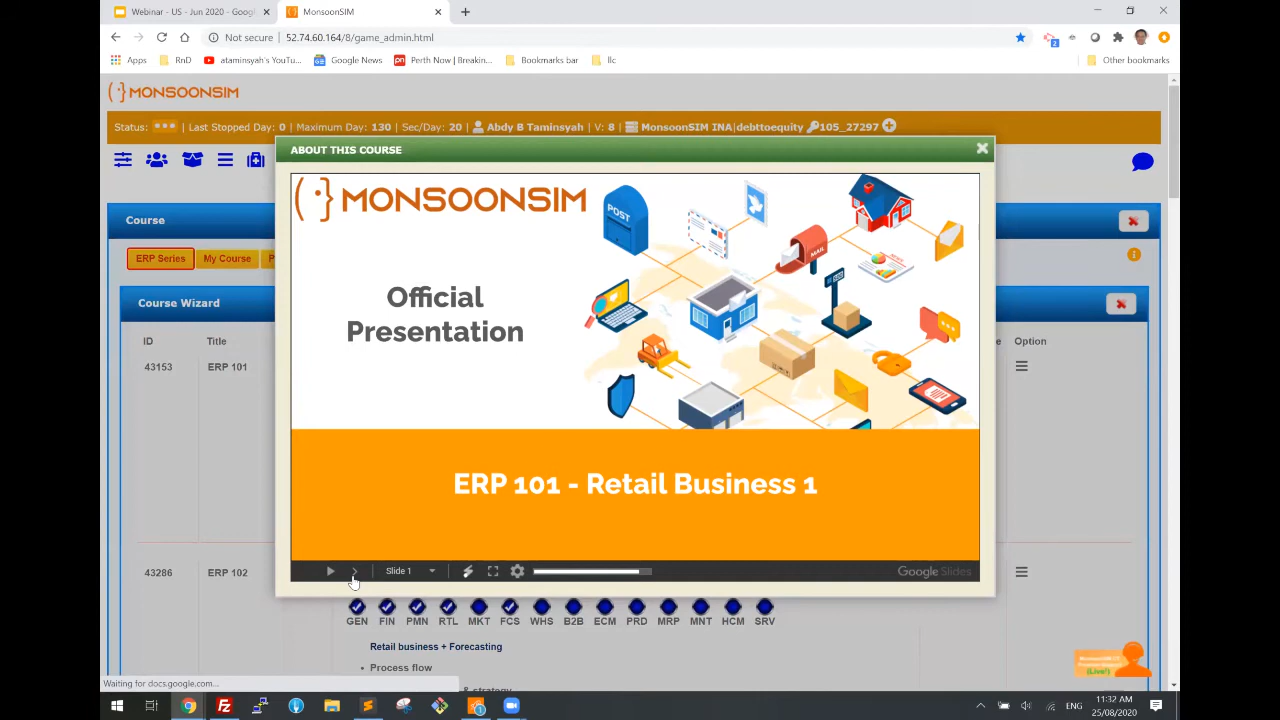 Webinar - US - Jun 2020 - Googl
MonsoonSIM
Not secure | 52.74.60.164/8/game_admin.html
Apps
RnD
ataminsyah's YouTu...
Google News
Perth Now | Breakin...
Bookmarks bar
llc
Other bookmarks
MONSOONSIM
Status: | Last Stopped Day: 0 | Maximum Day: 130 | Sec/Day: 20 | Abdy B Taminsyah | V: 8 | MonsoonSIM INA|debttoequity 105_27297
ABOUT THIS COURSE
MONSOONSIM
POST
MAIL
Official
Presentation
ERP 101 - Retail Business 1
Slide 1
Google Slides
Course
ERP Series
My Course
P
Course Wizard
ID
Title
e
Option
43153
ERP 101
43286
ERP 102
GEN
FIN
PMN
RTL
MKT
FCS
WHS
B2B
ECM
PRD
MRP
MNT
HCM
SRV
Retail business + Forecasting
Process flow
& strategy
(Live!)
Waiting for docs.google.com...
11:32 AM
25/08/2020